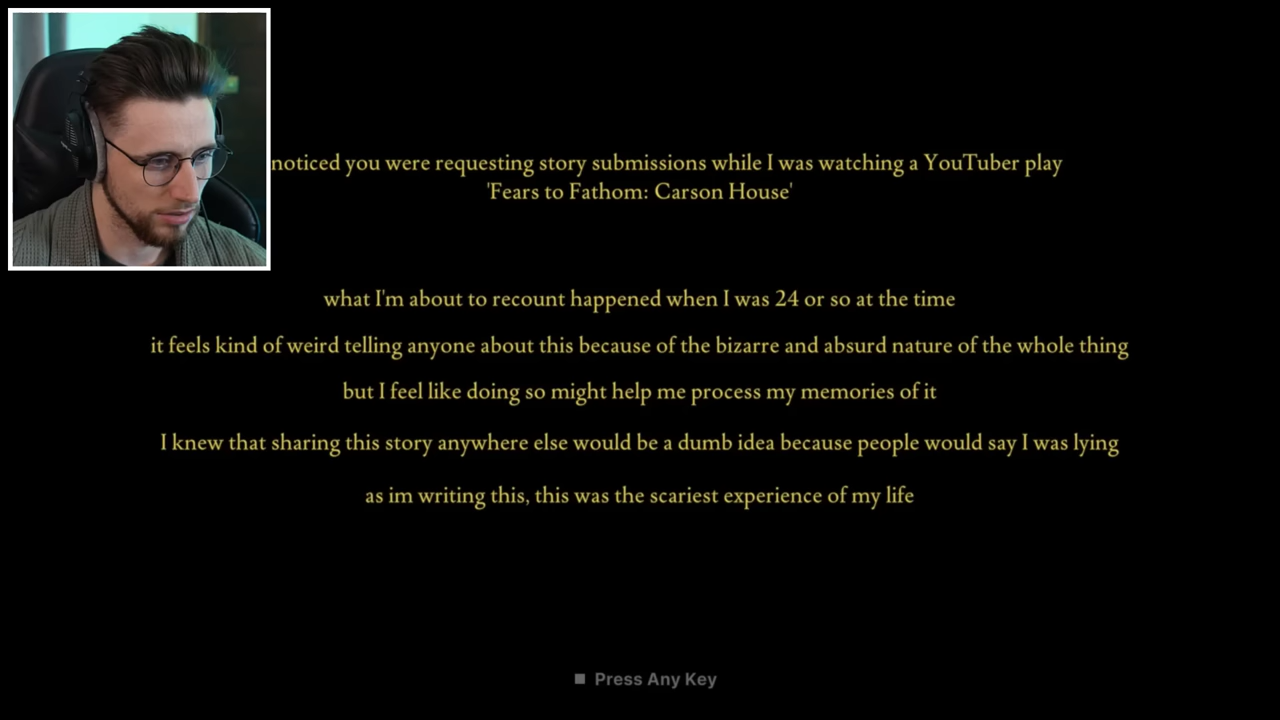 noticed you were requesting story submissions while I was watching a YouTuber play
'Fears to Fathom: Carson House'
what I'm about to recount happened when I was 24 or so at the time
it feels kind of weird telling anyone about this because of the bizarre and absurd nature of the whole thing
but I feel like doing so might help me process my memories of it
I knew that sharing this story anywhere else would be a dumb idea because people would say I was lying
as im writing this, this was the scariest experience of my life
Press Any Key